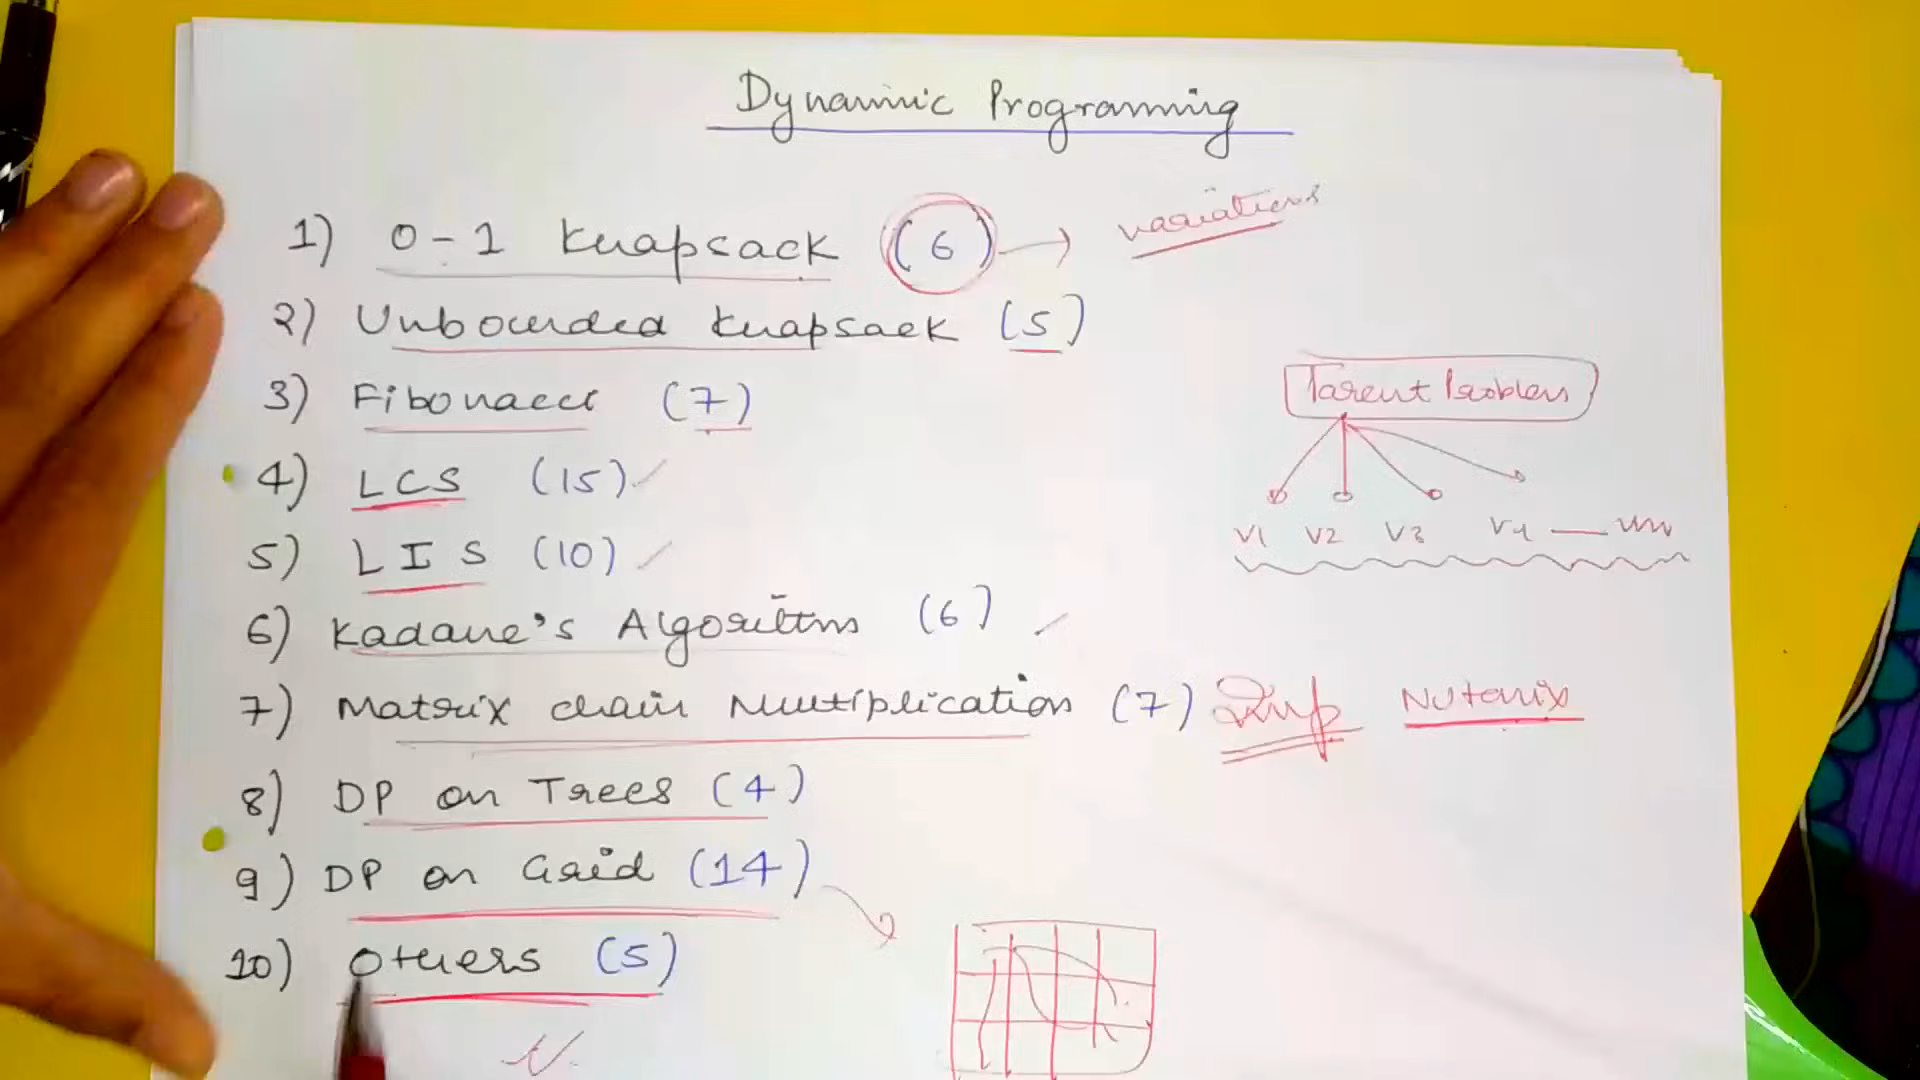 Dynamic Programming
1) 0-1 Knapsack (6) → variations
2) Unbounded Knapsack (5)
3) Fibonacci (7)
Parent Problem
4) LCS (15)
5) LIS (10)
V1 V2 V3 V4
6) Kadane's Algorithm (6)
7) Matrix chain Multiplication (7) Imp Nutanix
8) DP on Trees (4)
9) DP on Grid (14)
10) Others (5)